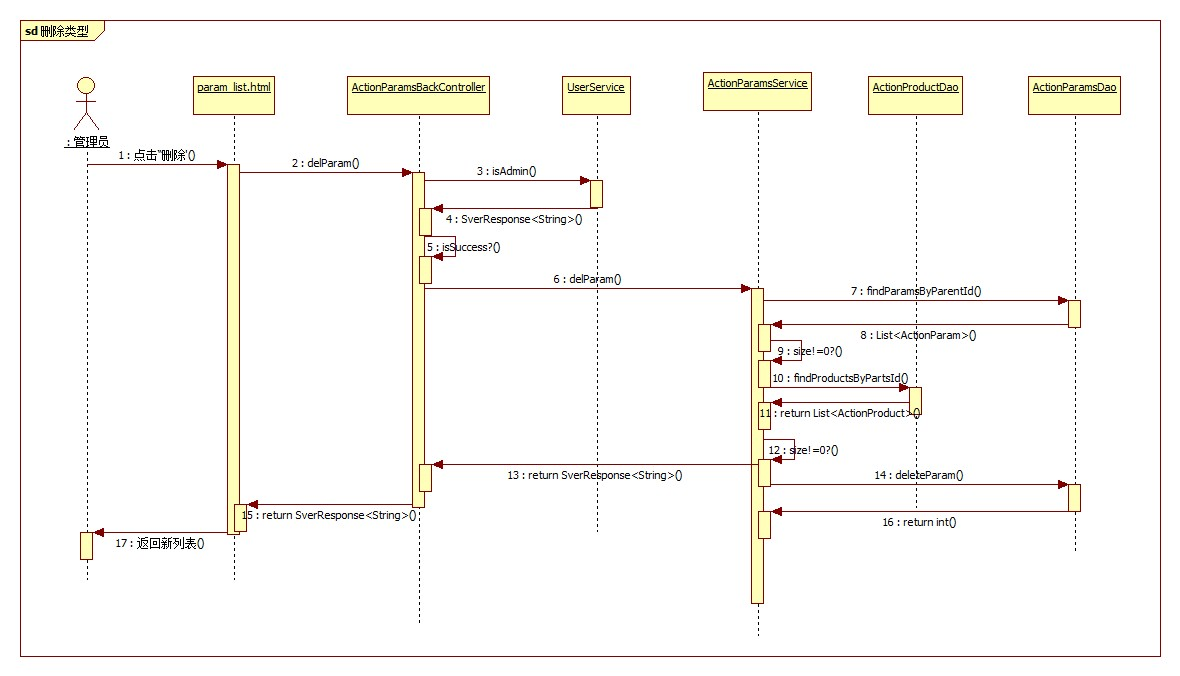 sd 删除类型
param_list.html
ActionParamsBackController
UserService
ActionParamsService
ActionProductDao
ActionParamsDao
: 管理员
1 : 点击“删除”()
2 : delParam()
3 : isAdmin()
4 : SverResponse<String>()
5 : isSuccess?()
6 : delParam()
7 : findParamsByParentId()
8 : List<ActionParam>()
9 : size!=0?()
10 : findProductsByPartsId()
11 : return List<ActionProduct>()
12 : size!=0?()
13 : return SverResponse<String>()
14 : deleteParam()
15 : return SverResponse<String>()
16 : return int()
17 : 返回新列表()